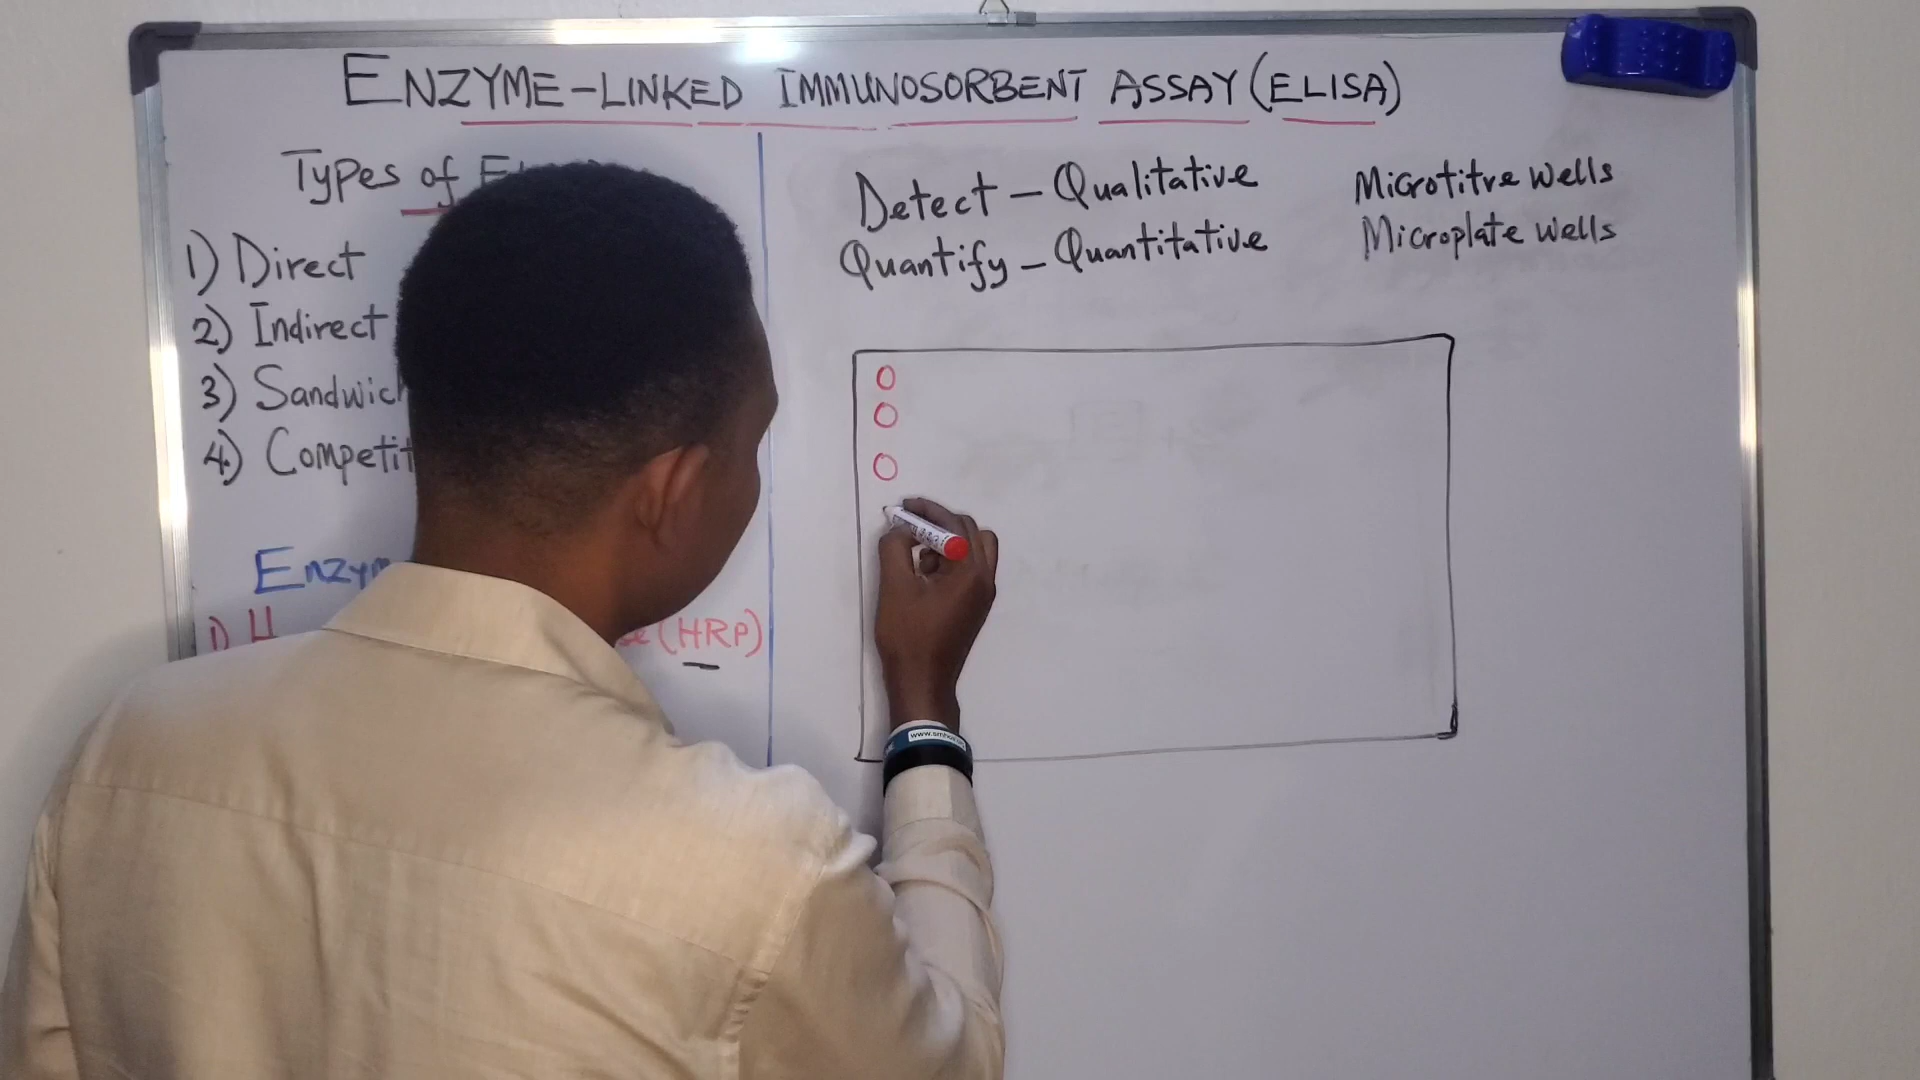 ENZYME-LINKED IMMUNOSORBENT ASSAY (ELISA)
Types of
1) Direct
2) Indirect
3) Sandwich
4) Competit
Enzym
1) H
(HRP)
Detect - Qualitative
Quantify - Quantitative
Microtitre wells
Microplate wells